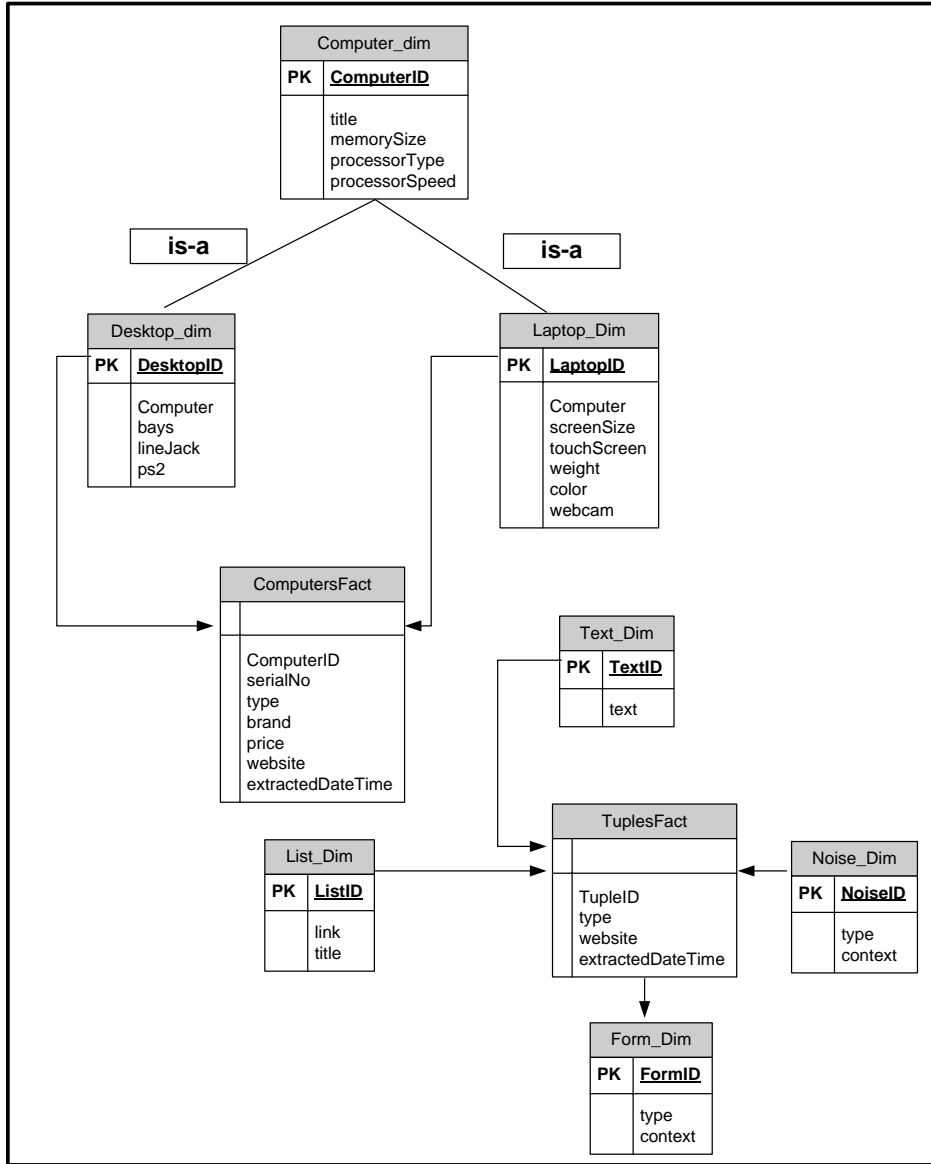 Computer_dim
PK ComputerID
title
memorySize
processorType
processorSpeed
is-a
is-a
Desktop_dim
PK DesktopID
Computer
bays
lineJack
ps2
Laptop_Dim
PK LaptopID
Computer
screenSize
touchScreen
weight
color
webcam
ComputersFact
ComputerID
serialNo
type
brand
price
website
extractedDateTime
Text_Dim
PK TextID
text
TuplesFact
TupleID
type
website
extractedDateTime
List_Dim
PK ListID
link
title
Noise_Dim
PK NoiseID
type
context
Form_Dim
PK FormID
type
context